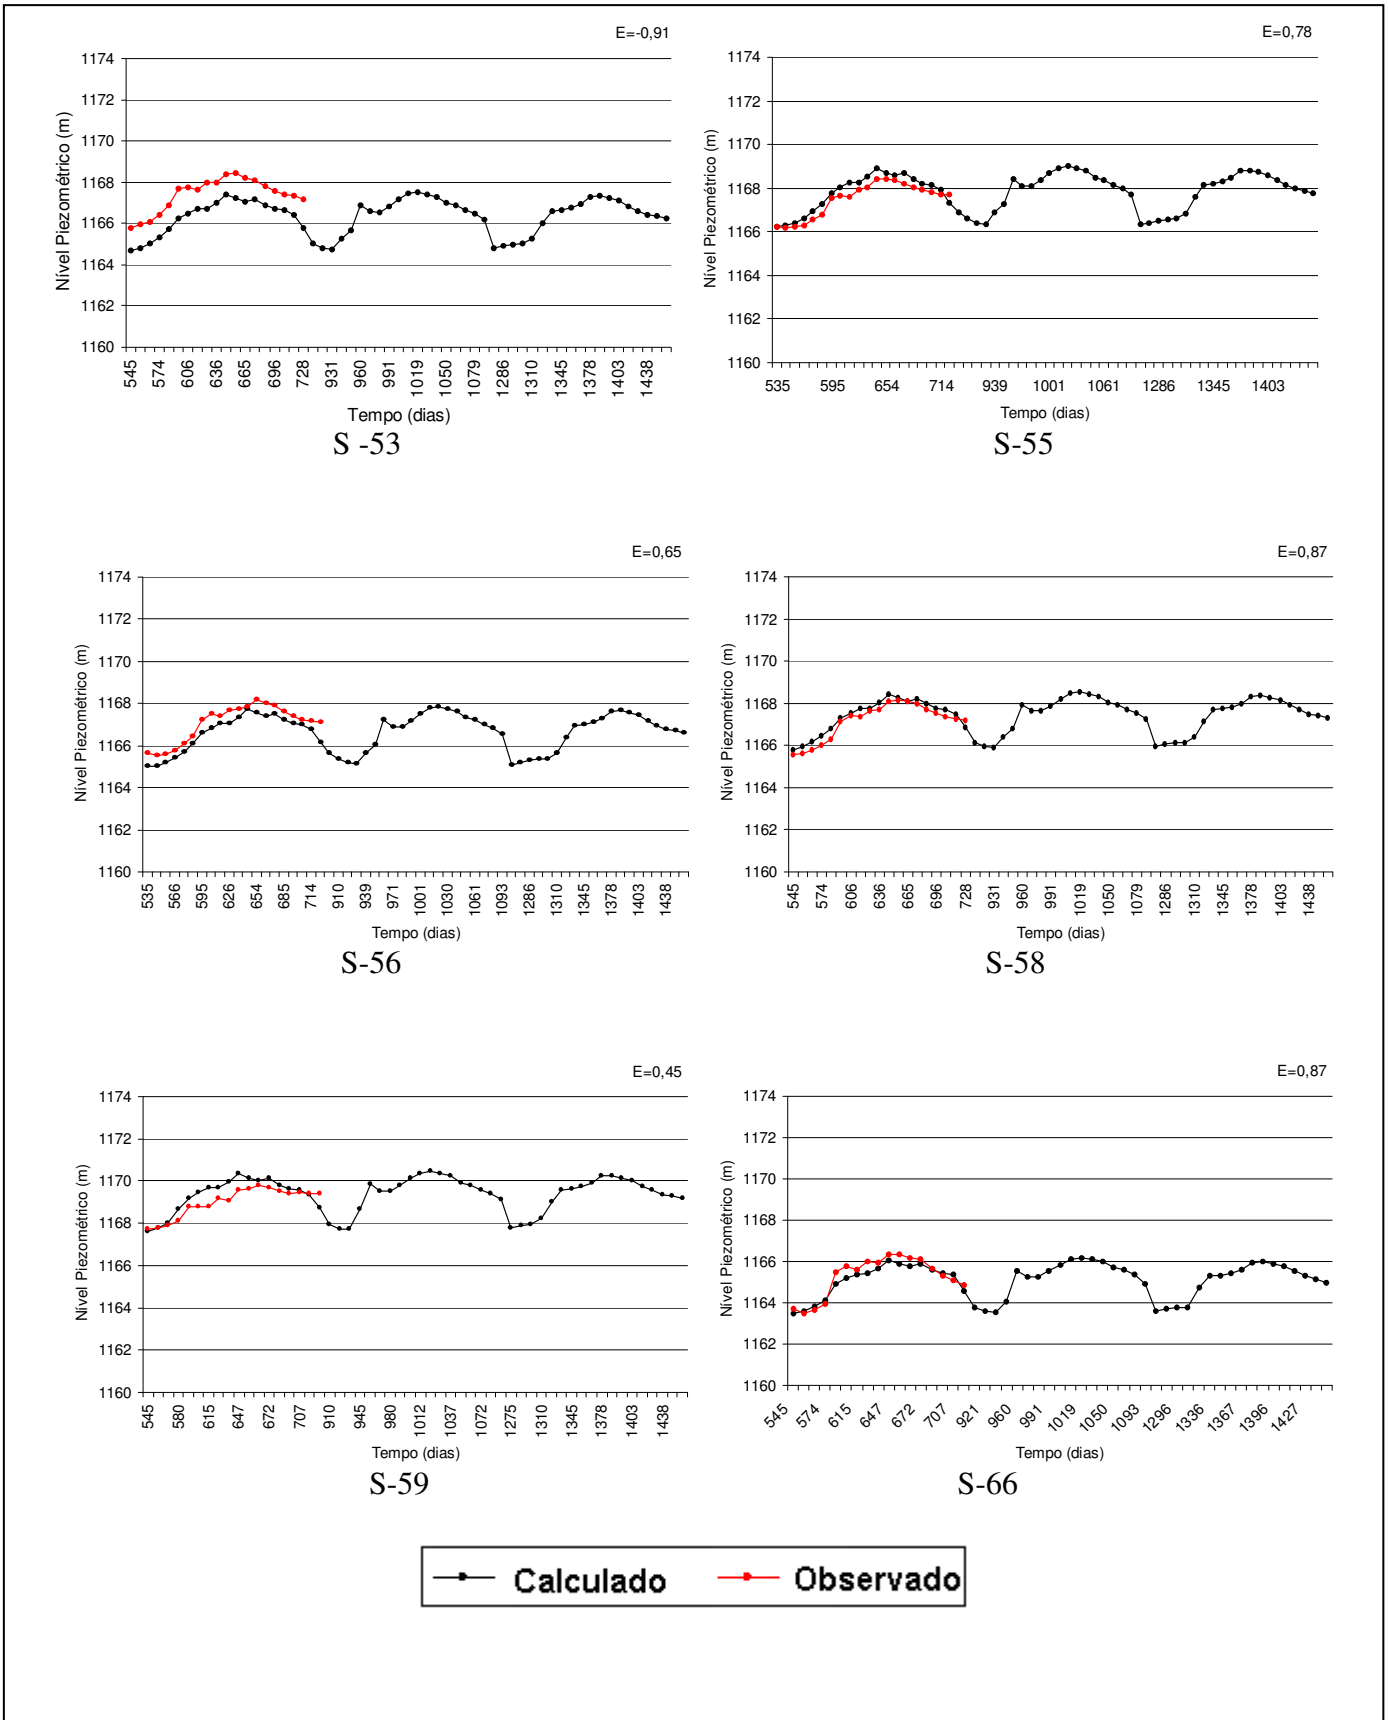 E=-0,91
1174
1172
1170
1168
1166
1164
1162
1160
Nível Piezométrico (m)
545 574 606 636 665 696 728 931 960 991 1019 1050 1079 1286 1310 1345 1378 1403 1438
Tempo (dias)
S -53
E=0,78
1174
1172
1170
1168
1166
1164
1162
1160
Nível Piezométrico (m)
535 595 654 714 939 1001 1061 1286 1345 1403
Tempo (dias)
S-55
E=0,65
1174
1172
1170
1168
1166
1164
1162
1160
Nível Piezométrico (m)
535 566 595 626 654 685 714 910 939 971 1001 1030 1061 1093 1286 1310 1345 1378 1403 1438
Tempo (dias)
S-56
E=0,87
1174
1172
1170
1168
1166
1164
1162
1160
Nível Piezométrico (m)
545 574 606 636 665 696 728 931 960 991 1019 1050 1079 1286 1310 1345 1378 1403 1438
Tempo (dias)
S-58
E=0,45
1174
1172
1170
1168
1166
1164
1162
1160
Nível Piezométrico (m)
545 580 615 647 672 707 910 945 980 1012 1037 1072 1275 1310 1345 1378 1403 1438
Tempo (dias)
S-59
E=0,87
1174
1172
1170
1168
1166
1164
1162
1160
Nível Piezométrico (m)
545 574 615 647 672 707 921 960 991 1019 1050 1093 1296 1336 1367 1396 1427
Tempo (dias)
S-66
Calculado Observado